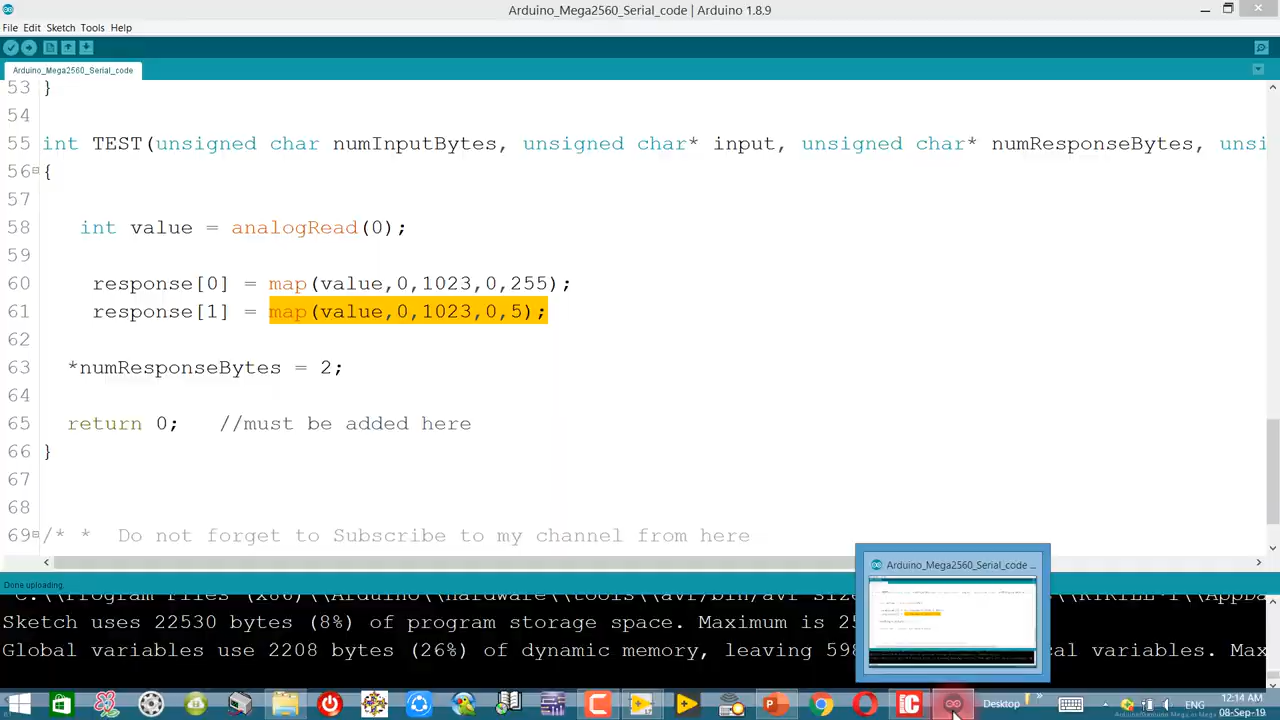 Arduino_Mega2560_Serial_code | Arduino 1.8.9
File Edit Sketch Tools Help
Arduino_Mega2560_Serial_code
53 }
54
55 int TEST(unsigned char numInputBytes, unsigned char* input, unsigned char* numResponseBytes, unsi
56 {
57
58 int value = analogRead(0);
59
60 response[0] = map(value,0,1023,0,255);
61 response[1] = map(value,0,1023,0,5);
62
63 *numResponseBytes = 2;
64
65 return 0; //must be added here
66 }
67
68
69 /* * Do not forget to Subscribe to my channel from here
Arduino_Mega2560_Serial_code ...
Done uploading.
Sketch uses 223 bytes 6%) of program storage space. Maximum is 25
Global variables use 2208 bytes (26%) of dynamic memory, leaving 598 al variables. Max
Desktop
ENG
12:14 AM
08-Sep-19